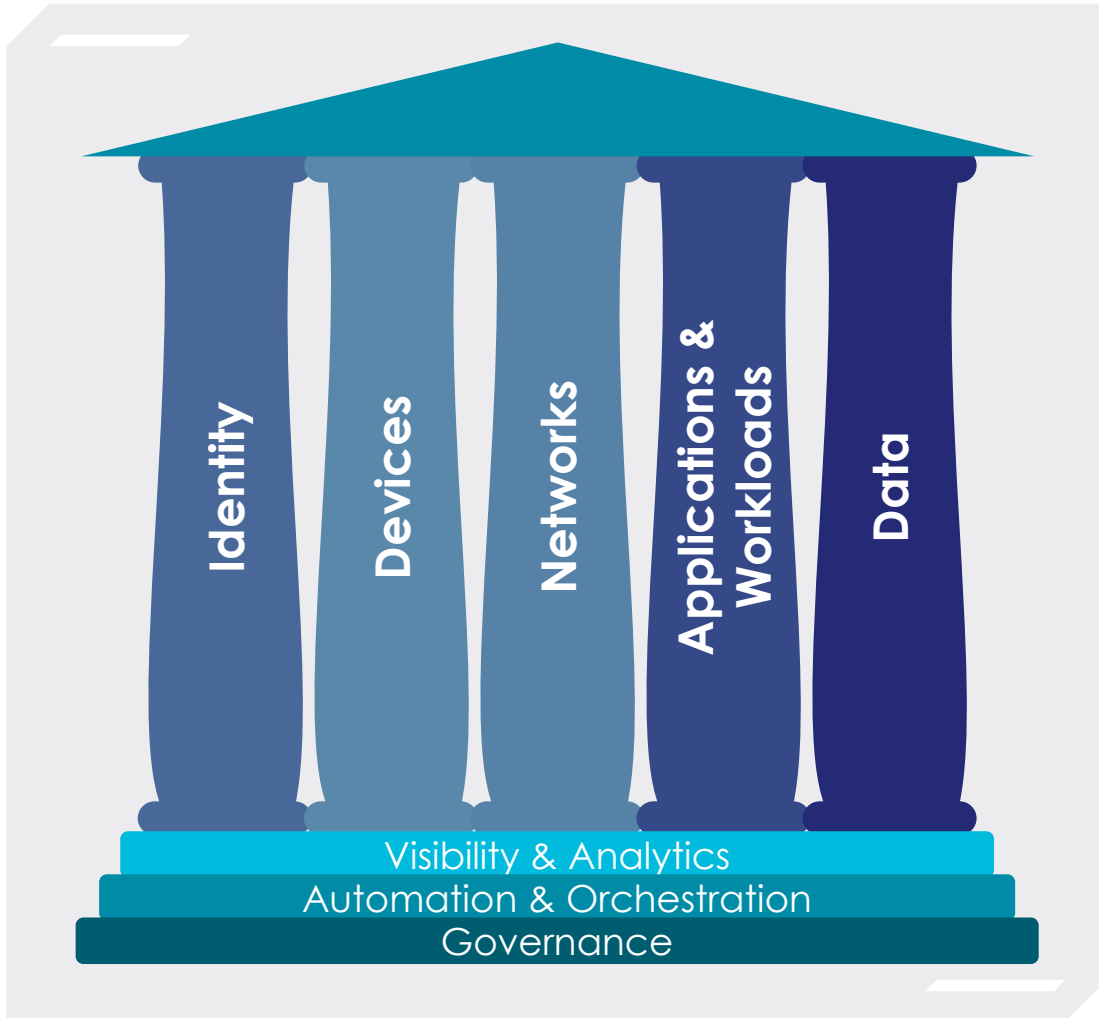 Identity
Devices
Networks
Applications &
Workloads
Data
Visibility & Analytics
Automation & Orchestration
Governance